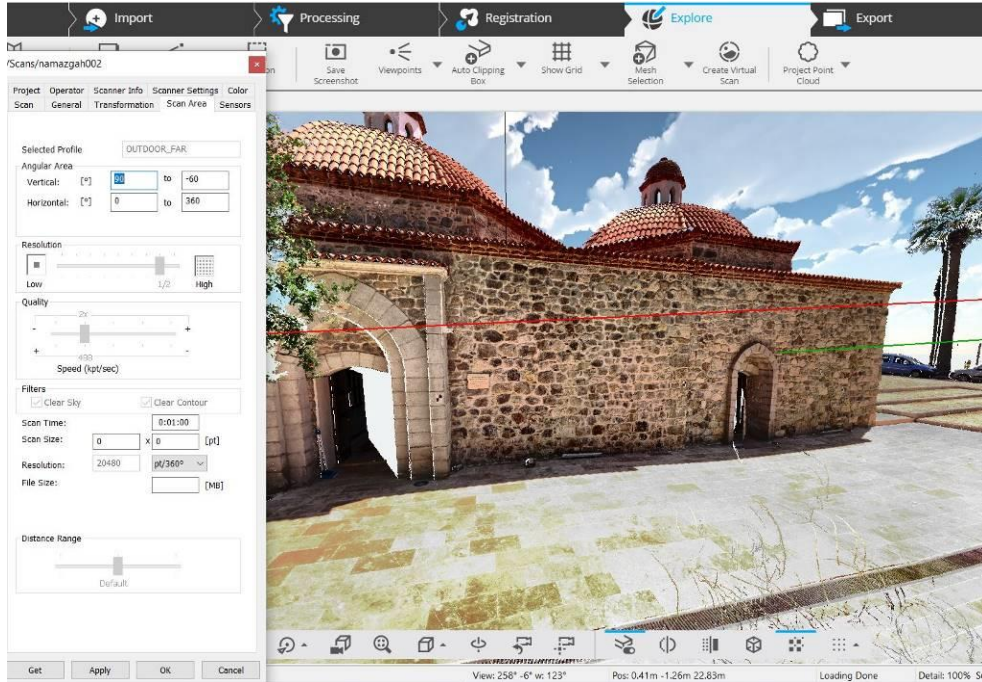 Import
Processing
Registration
Explore
Export
Save Screenshot
Viewpoints
Auto Clipping Box
Show Grid
Mesh Selection
Create Virtual Scan
Project Point Cloud
/Scans/namazgah002
Project Operator Scanner Info Scanner Settings Color
Scan General Transformation Scan Area Sensors
Selected Profile OUTDOOR_FAR
Angular Area
Vertical: [°] 90 to -60
Horizontal: [°] 0 to 360
Resolution
Low 1/2 High
Quality
2x
- +
+ -
488
Speed (kpt/sec)
Filters
Clear Sky Clear Contour
Scan Time: 0:01:00
Scan Size: 0 x 0 [pt]
Resolution: 20480 pt/360°
File Size: [MB]
Distance Range
Default
Get Apply OK Cancel
View: 258° -6° w: 123° Pos: 0.41m -1.26m 22.83m Loading Done Detail: 100%